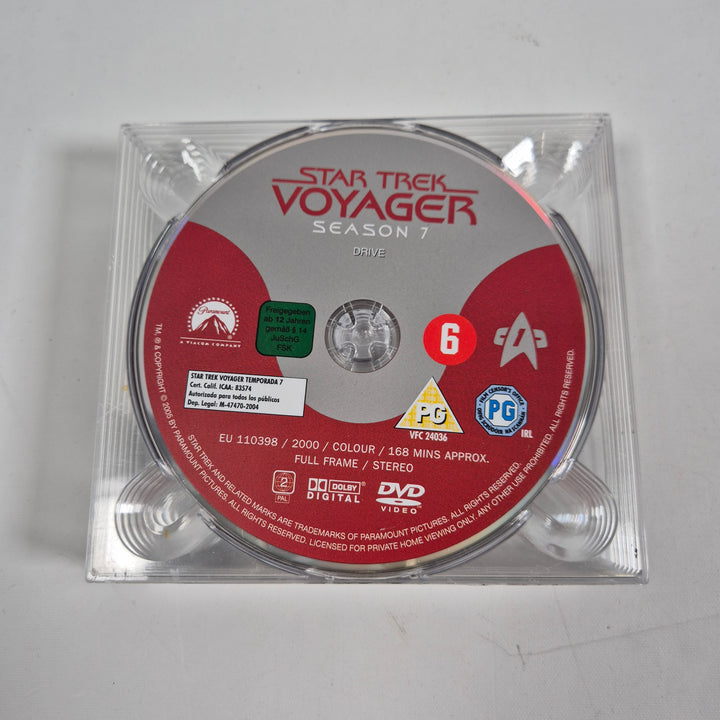 STAR TREK
VOYAGER
SEASON 7
DRIVE
Paramount
A VIACOM COMPANY
Freigegeben
ab 12 Jahren
gemäß § 14
JuSchG
FSK
6
1
STAR TREK VOYAGER TEMPORADA 7
Cert. Calif. ICAA: 83574
Autorizada para todos los públicos
Dep. Legal: M-47470-2004
PG
VFC 24036
FILM CENSOR'S OFFICE
PG
IRL
EU 110398 / 2000 / COLOUR / 168 MINS APPROX.
FULL FRAME / STEREO
2
PAL
DOLBY
DIGITAL
DVD
VIDEO
TM, ® & COPYRIGHT © 2005 BY PARAMOUNT PICTURES. ALL RIGHTS RESERVED.
STAR TREK AND RELATED MARKS ARE TRADEMARKS OF PARAMOUNT PICTURES. ALL RIGHTS RESERVED.
ALL RIGHTS RESERVED. LICENSED FOR PRIVATE HOME VIEWING ONLY. ANY OTHER USE PROHIBITED.